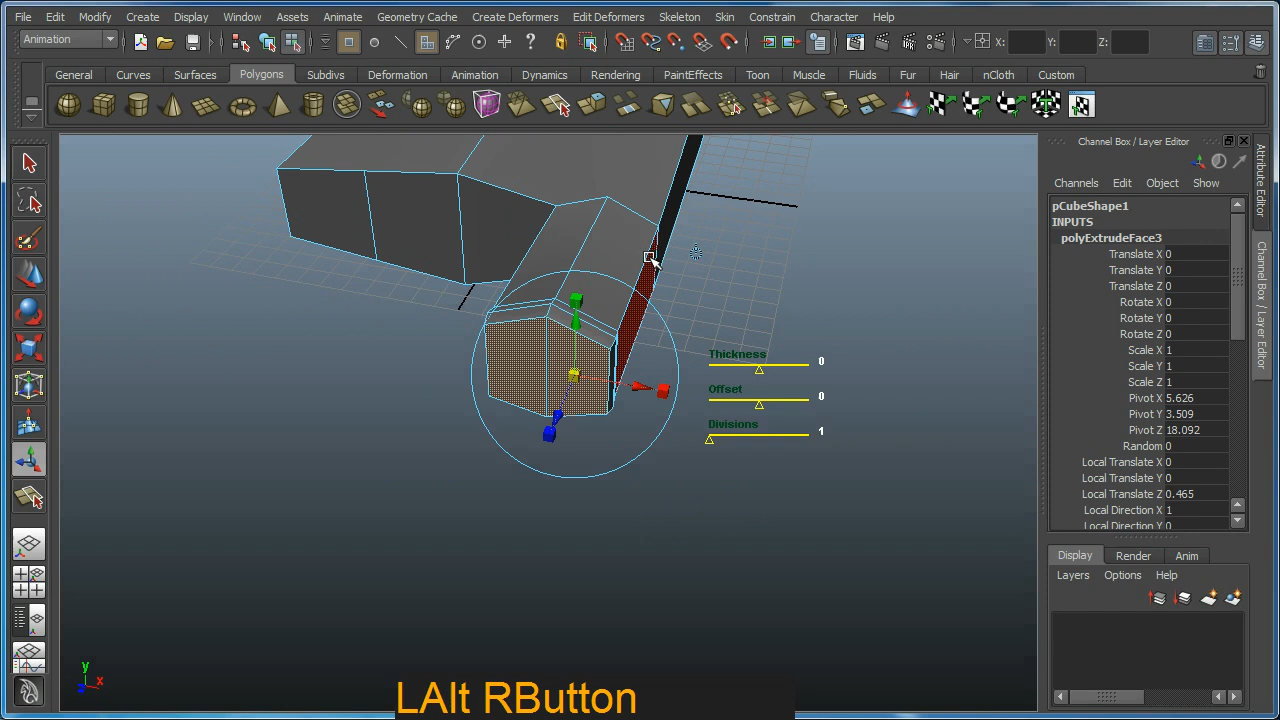 File Edit Modify Create Display Window Assets Animate Geometry Cache Create Deformers Edit Deformers Skeleton Skin Constrain Character Help
Animation X: Y: Z:
General Curves Surfaces Polygons Subdivs Deformation Animation Dynamics Rendering PaintEffects Toon Muscle Fluids Fur Hair nCloth Custom
Channel Box / Layer Editor
Channels Edit Object Show
pCubeShape1
INPUTS
polyExtrudeFace3
Translate X 0
Translate Y 0
Translate Z 0
Rotate X 0
Rotate Y 0
Rotate Z 0
Scale X 1
Scale Y 1
Scale Z 1
Pivot X 5.626
Pivot Y 3.509
Pivot Z 18.092
Random 0
Local Translate X 0
Local Translate Y 0
Local Translate Z 0.465
Local Direction X 1
Local Direction Y 0
Attribute Editor
Channel Box / Layer Editor
Thickness 0
Offset 0
Divisions 1
Display Render Anim
Layers Options Help
y
z x
LAlt RButton